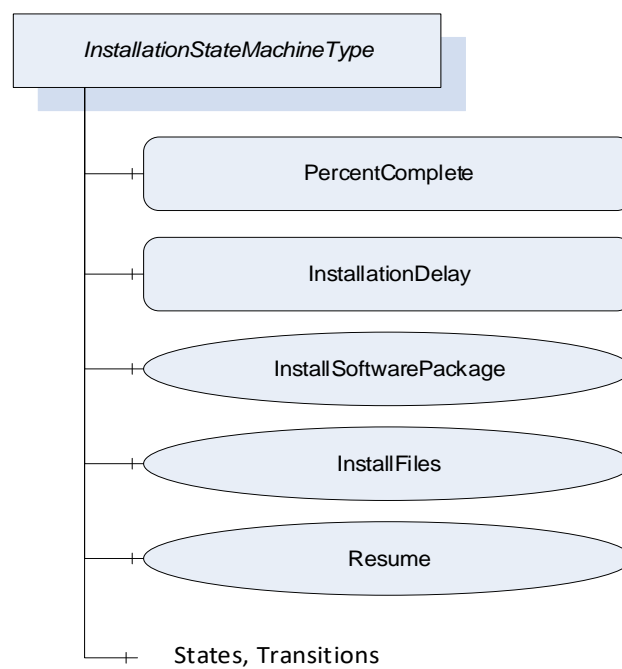 InstallationStateMachineType
PercentComplete
InstallationDelay
InstallSoftwarePackage
InstallFiles
Resume
States, Transitions